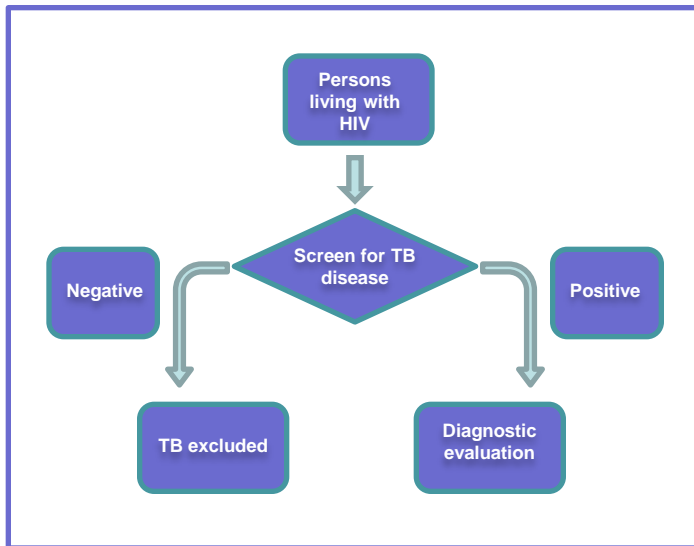 Persons
living with
HIV
Screen for TB
disease
Negative
Positive
TB excluded
Diagnostic
evaluation